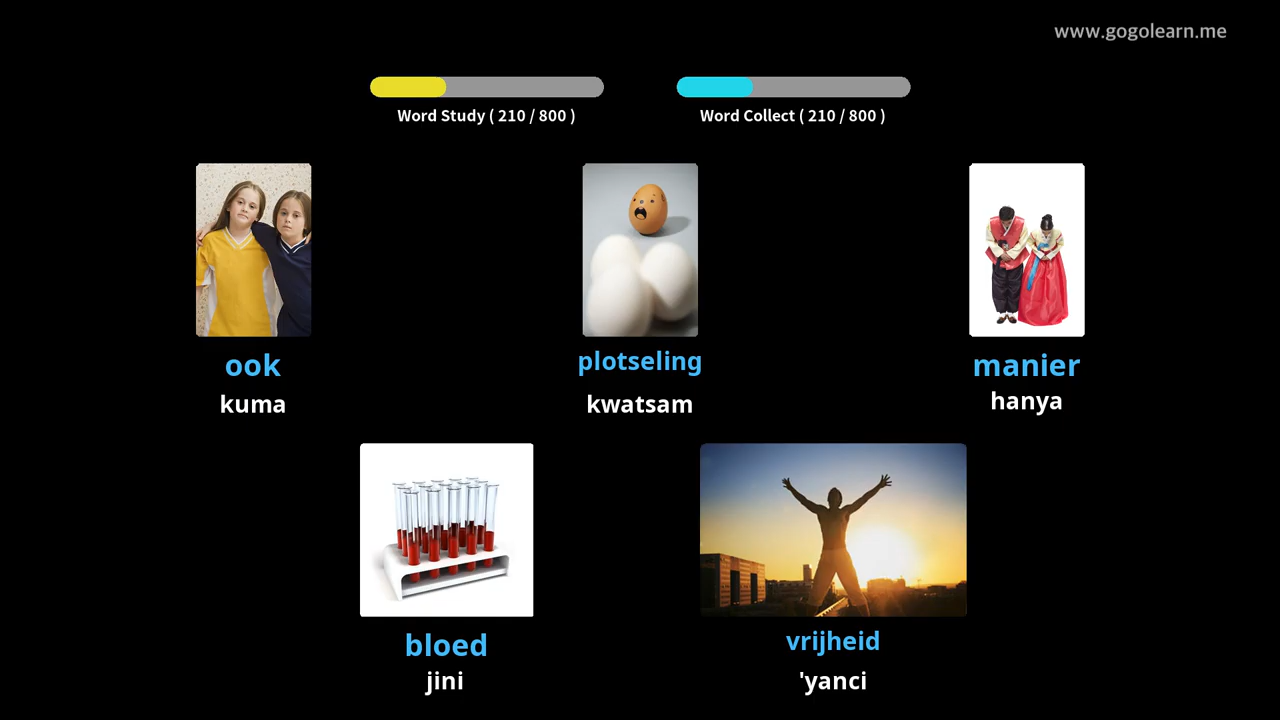 www.gogolearn.me
Word Study ( 210 / 800 )
Word Collect ( 210 / 800 )
ook
kuma
plotseling
kwatsam
manier
hanya
bloed
jini
vrijheid
'yanci